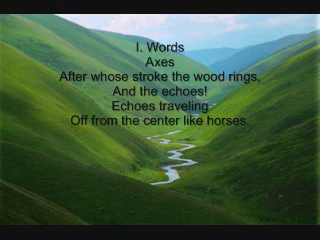 I. Words
Axes
After whose stroke the wood rings,
And the echoes!
Echoes traveling
Off from the center like horses.